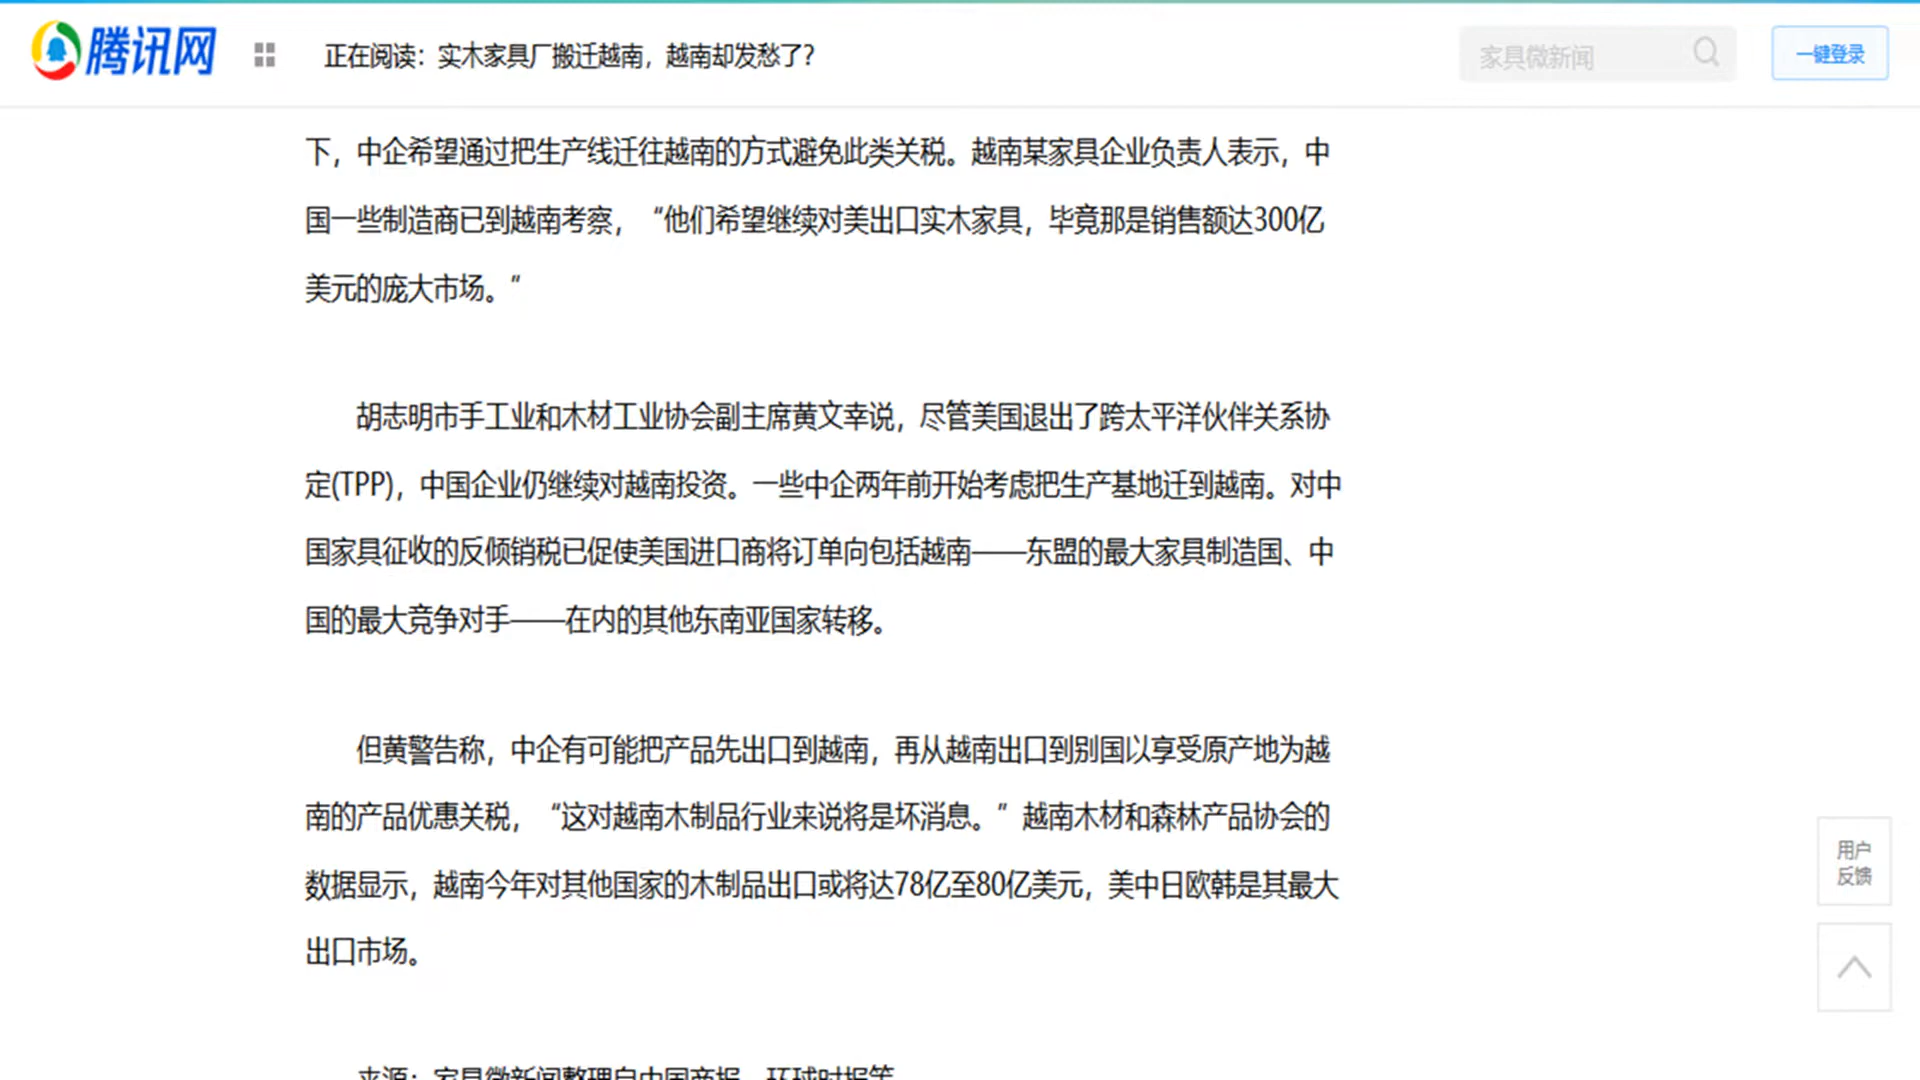 腾讯网
正在阅读：实木家具厂搬迁越南，越南却发愁了？
家具微新闻
一键登录
下，中企希望通过把生产线迁往越南的方式避免此类关税。越南某家具企业负责人表示，中
国一些制造商已到越南考察，“他们希望继续对美出口实木家具，毕竟那是销售额达300亿
美元的庞大市场。”
胡志明市手工业和木材工业协会副主席黄文幸说，尽管美国退出了跨太平洋伙伴关系协
定(TPP)，中国企业仍继续对越南投资。一些中企两年前开始考虑把生产基地迁到越南。对中
国家具征收的反倾销税已促使美国进口商将订单向包括越南——东盟的最大家具制造国、中
国的最大竞争对手——在内的其他东南亚国家转移。
但黄警告称，中企有可能把产品先出口到越南，再从越南出口到别国以享受原产地为越
南的产品优惠关税，“这对越南木制品行业来说将是坏消息。”越南木材和森林产品协会的
数据显示，越南今年对其他国家的木制品出口或将达78亿至80亿美元，美中日欧韩是其最大
出口市场。
用户
反馈
来源：家具微新闻整理自中国商报、环球时报等